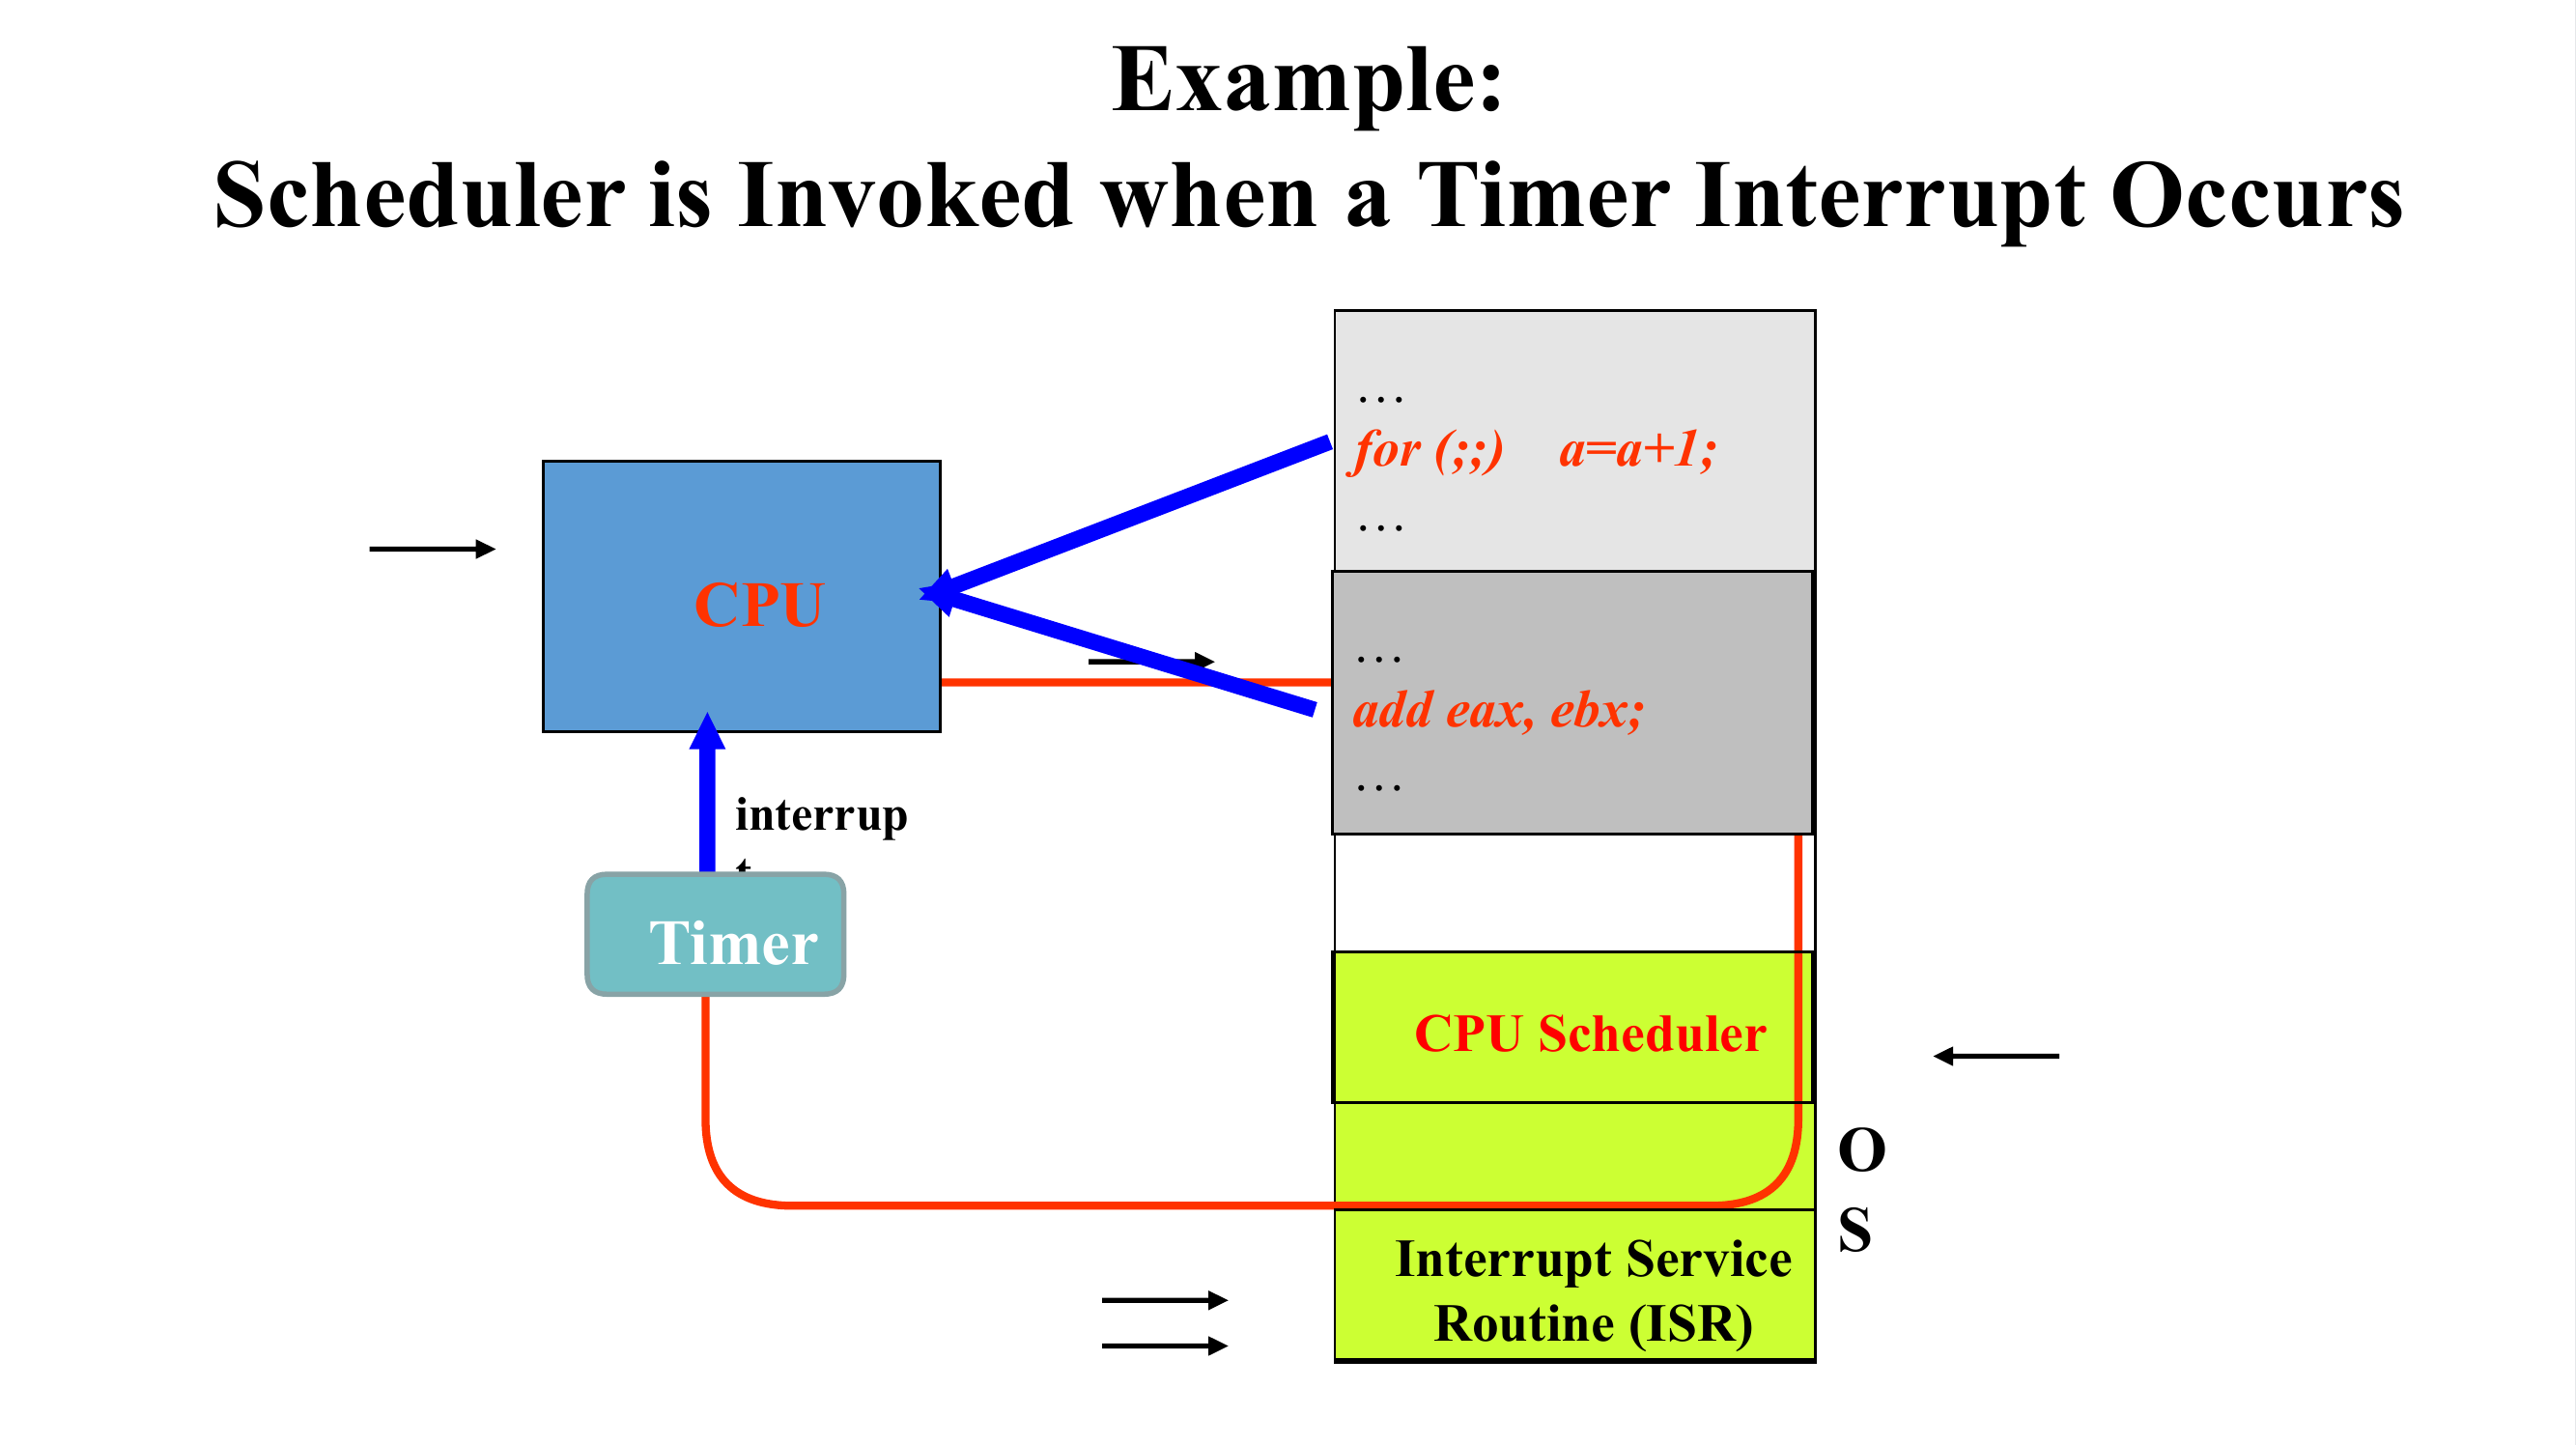 Example:
Scheduler is Invoked when a Timer Interrupt Occurs
...
for (;;) a=a+1;
...
CPU
...
add eax, ebx;
...
interrup
t
Timer
CPU Scheduler
O
S
Interrupt Service
Routine (ISR)